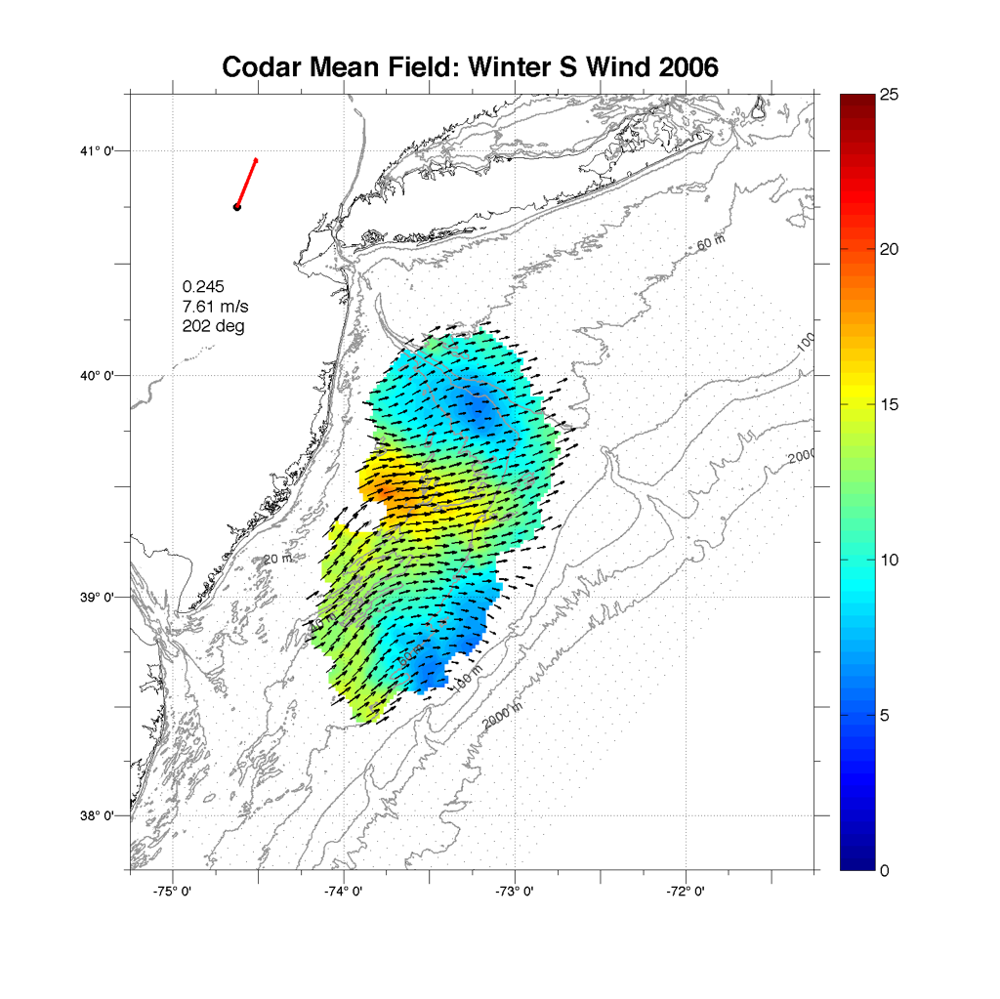 Codar Mean Field: Winter S Wind 2006
25
41° 0'
60 m
20
0.245
7.61 m/s
202 deg
100
40° 0'
15
2000
20 m
10
39° 0'
40 m
60 m
100 m
2000 m
5
38° 0'
0
-75° 0'
-74° 0'
-73° 0'
-72° 0'